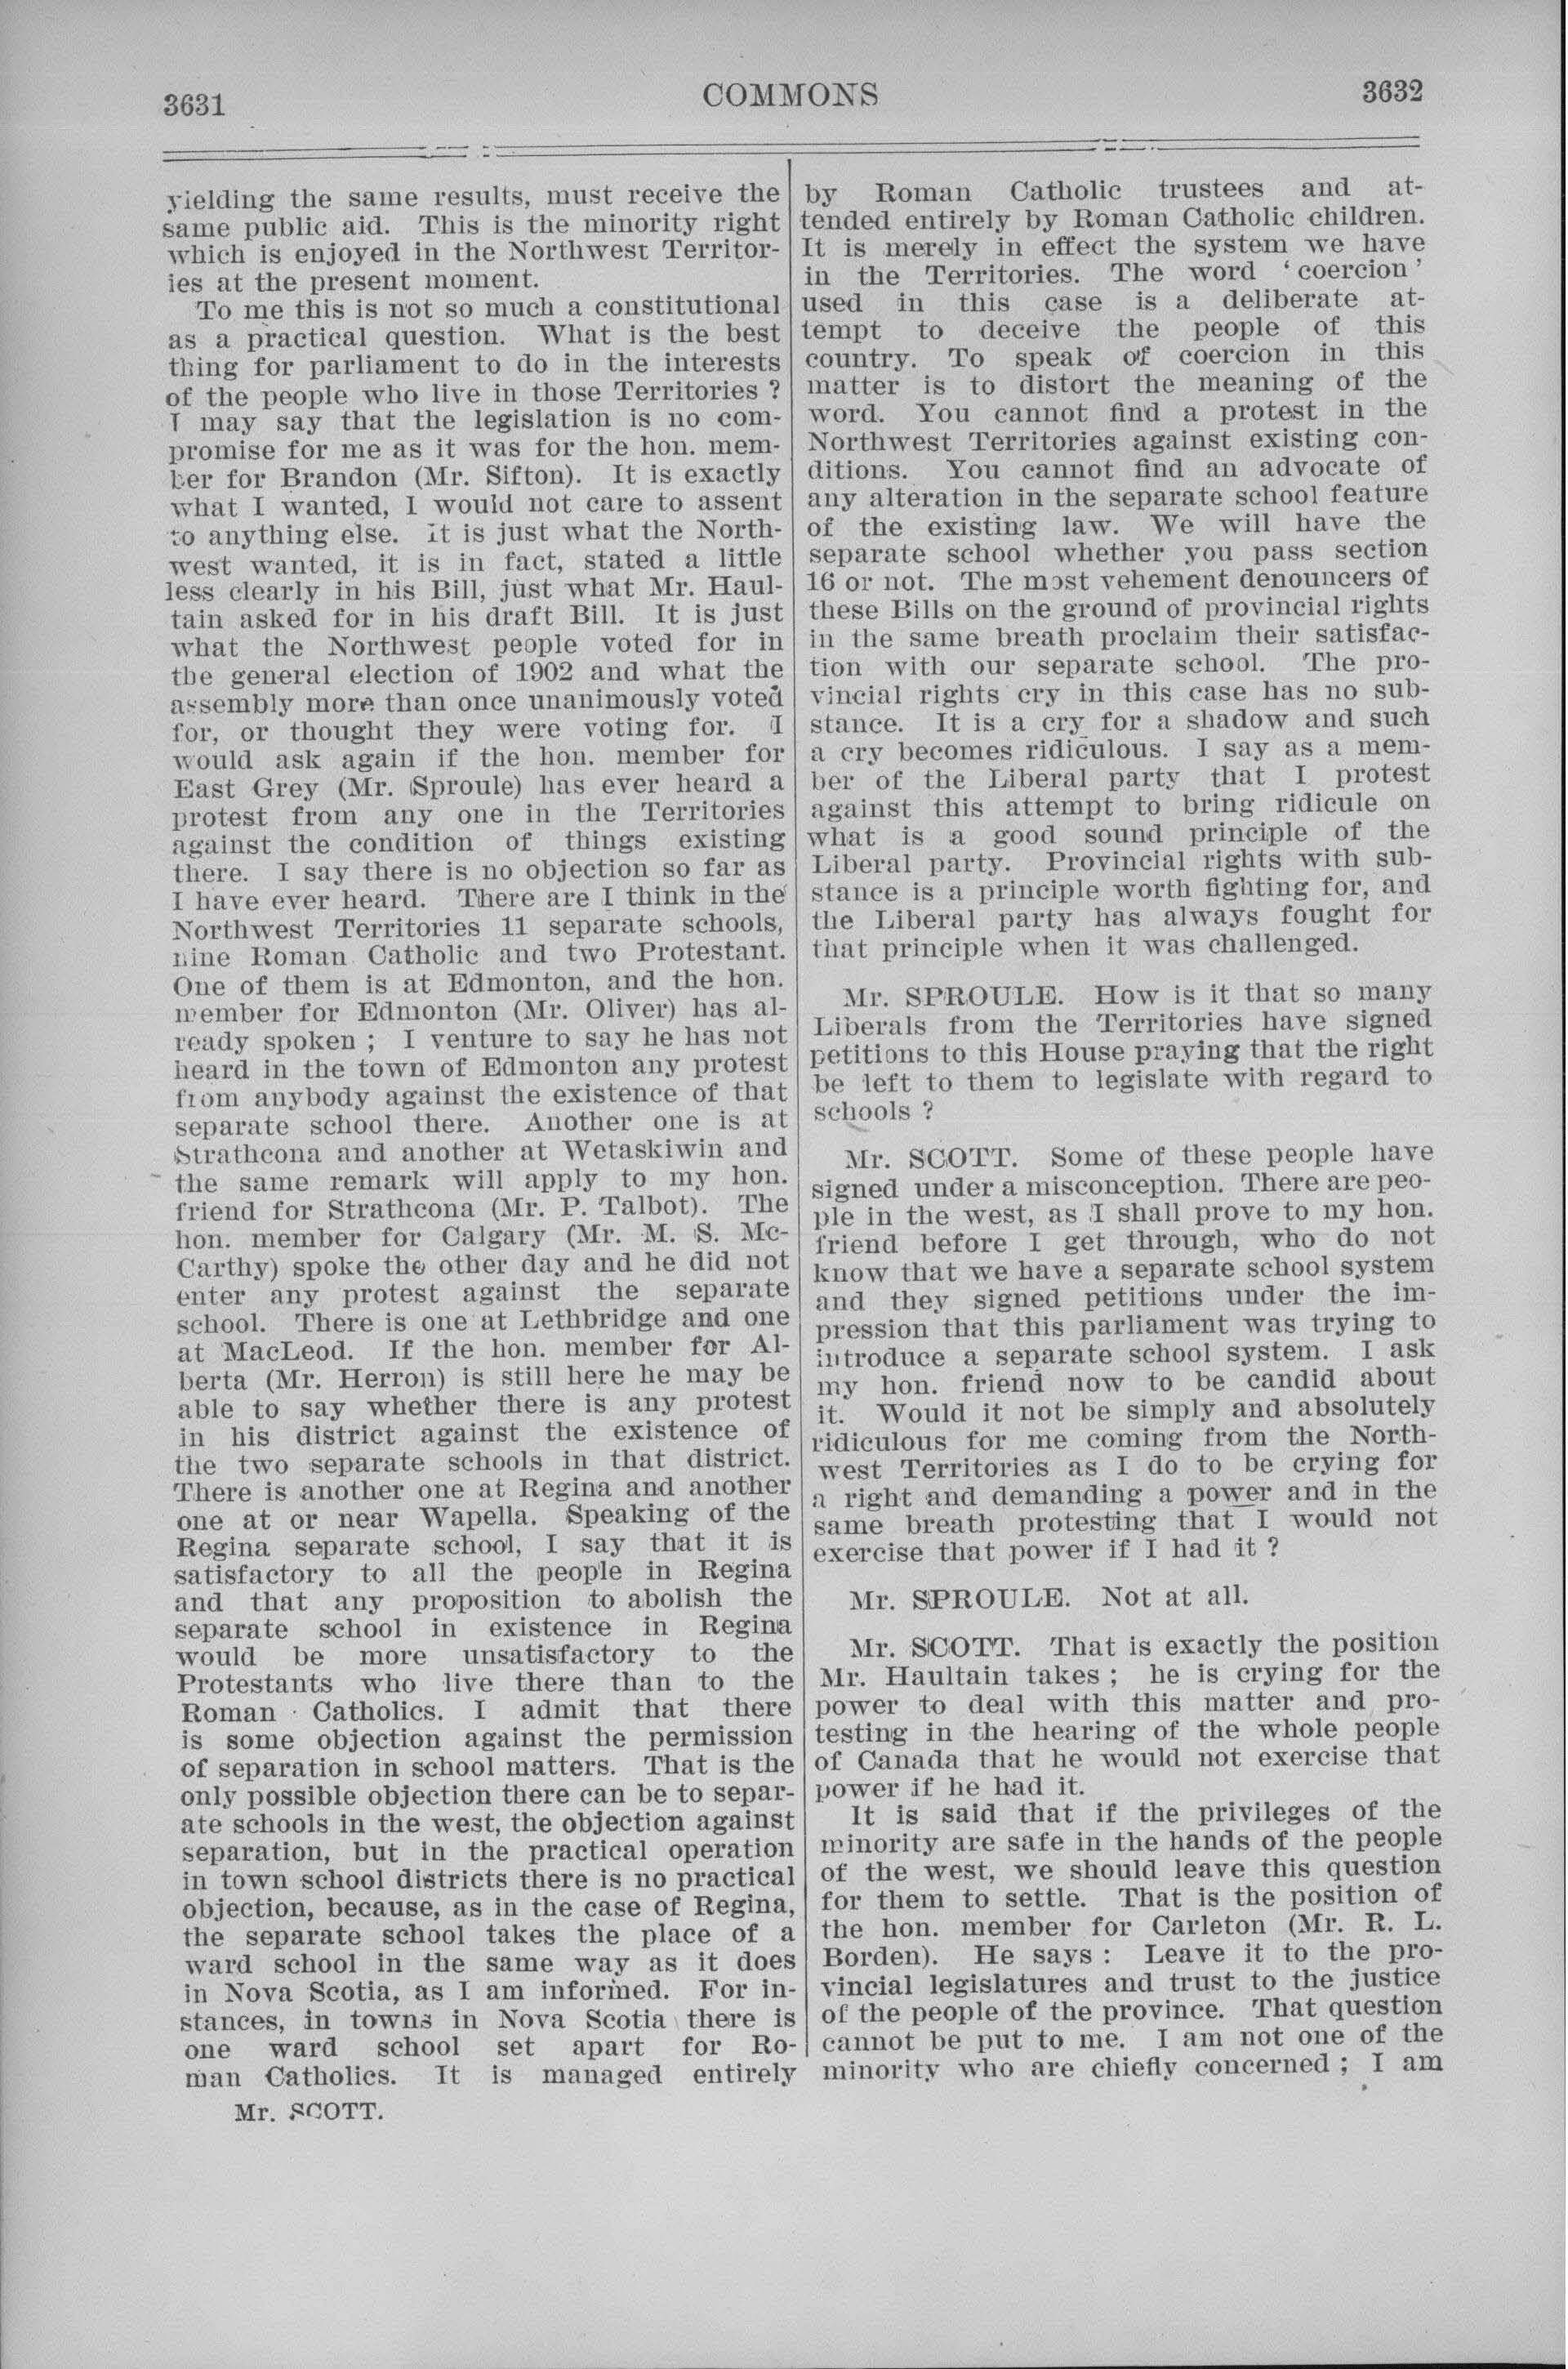 3631
COMMONS
3632
yielding the same results, must receive the
same public aid. This is the minority right
which is enjoyed in the Northwest Territor-
ies at the present moment.
To me this is not so much a constitutional
as a practical question. What is the best
thing for parliament to do in the interests
of the people who live in those Territories ?
I may say that the legislation is no com-
promise for me as it was for the hon. mem-
ber for Brandon (Mr. Sifton). It is exactly
what I wanted, I would not care to assent
to anything else. It is just what the North-
west wanted, it is in fact, stated a little
less clearly in his Bill, just what Mr. Haul-
tain asked for in his draft Bill. It is just
what the Northwest people voted for in
the general election of 1902 and what the
assembly more than once unanimously voted
for, or thought they were voting for. I
would ask again if the hon. member for
East Grey (Mr. Sproule) has ever heard a
protest from any one in the Territories
against the condition of things existing
there. I say there is no objection so far as
I have ever heard. There are I think in the
Northwest Territories 11 separate schools,
nine Roman Catholic and two Protestant.
One of them is at Edmonton, and the hon.
member for Edmonton (Mr. Oliver) has al-
ready spoken ; I venture to say he has not
heard in the town of Edmonton any protest
from anybody against the existence of that
separate school there. Another one is at
Strathcona and another at Wetaskiwin and
the same remark will apply to my hon.
friend for Strathcona (Mr. P. Talbot). The
hon. member for Calgary (Mr. M. S. Mc-
Carthy) spoke the other day and he did not
enter any protest against the separate
school. There is one at Lethbridge and one
at MacLeod. If the hon. member for Al-
berta (Mr. Herron) is still here he may be
able to say whether there is any protest
in his district against the existence of
the two separate schools in that district.
There is another one at Regina and another
one at or near Wapella. Speaking of the
Regina separate school, I say that it is
satisfactory to all the people in Regina
and that any proposition to abolish the
separate school in existence in Regina
would be more unsatisfactory to the
Protestants who live there than to the
Roman Catholics. I admit that there
is some objection against the permission
of separation in school matters. That is the
only possible objection there can be to separ-
ate schools in the west, the objection against
separation, but in the practical operation
in town school districts there is no practical
objection, because, as in the case of Regina,
the separate school takes the place of a
ward school in the same way as it does
in Nova Scotia, as I am informed. For in-
stances, in towns in Nova Scotia there is
one ward school set apart for Ro-
man Catholics. It is managed entirely
Mr. SCOTT.
by Roman Catholic trustees and at-
tended entirely by Roman Catholic children.
It is merely in effect the system we have
in the Territories. The word ‘ coercion ’
used in this case is a deliberate at-
tempt to deceive the people of this
country. To speak of coercion in this
matter is to distort the meaning of the
word. You cannot find a protest in the
Northwest Territories against existing con-
ditions. You cannot find an advocate of
any alteration in the separate school feature
of the existing law. We will have the
separate school whether you pass section
16 or not. The most vehement denouncers of
these Bills on the ground of provincial rights
in the same breath proclaim their satisfac-
tion with our separate school. The pro-
vincial rights cry in this case has no sub-
stance. It is a cry for a shadow and such
a cry becomes ridiculous. I say as a mem-
ber of the Liberal party that I protest
against this attempt to bring ridicule on
what is a good sound principle of the
Liberal party. Provincial rights with sub-
stance is a principle worth fighting for, and
the Liberal party has always fought for
that principle when it was challenged.
Mr. SPROULE. How is it that so many
Liberals from the Territories have signed
petitions to this House praying that the right
be left to them to legislate with regard to
schools ?
Mr. SCOTT. Some of these people have
signed under a misconception. There are peo-
ple in the west, as I shall prove to my hon.
friend before I get through, who do not
know that we have a separate school system
and they signed petitions under the im-
pression that this parliament was trying to
introduce a separate school system. I ask
my hon. friend now to be candid about
it. Would it not be simply and absolutely
ridiculous for me coming from the North-
west Territories as I do to be crying for
a right and demanding a power and in the
same breath protesting that I would not
exercise that power if I had it ?
Mr. SPROULE. Not at all.
Mr. SCOTT. That is exactly the position
Mr. Haultain takes ; he is crying for the
power to deal with this matter and pro-
testing in the hearing of the whole people
of Canada that he would not exercise that
power if he had it.
It is said that if the privileges of the
minority are safe in the hands of the people
of the west, we should leave this question
for them to settle. That is the position of
the hon. member for Carleton (Mr. R. L.
Borden). He says : Leave it to the pro-
vincial legislatures and trust to the justice
of the people of the province. That question
cannot be put to me. I am not one of the
minority who are chiefly concerned ; I am